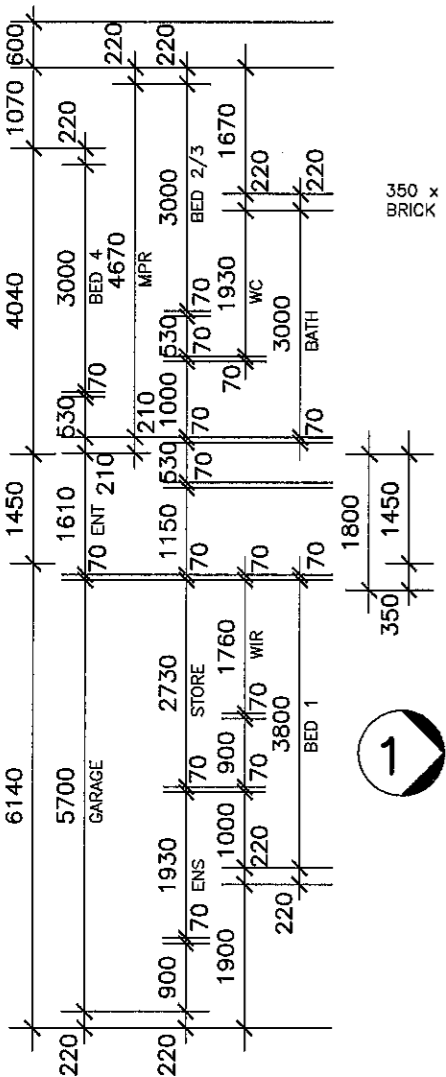 6140 1450 4040 1070 600
220 5700 70 1610 210 530 70 3000 220
GARAGE ENT BED 4
210 4670 220
MPR
220 900 70 1930 70 2730 70 1150 70 530 70 1000 70 530 70 3000 220
ENS STORE BED 2/3
1900 220 1000 70 900 70 1760 70 70 1930 220 1670
WIR WC
220 3800 70 70 3000 220
BED 1 BATH
1800
350 1450
350 x
BRICK
1